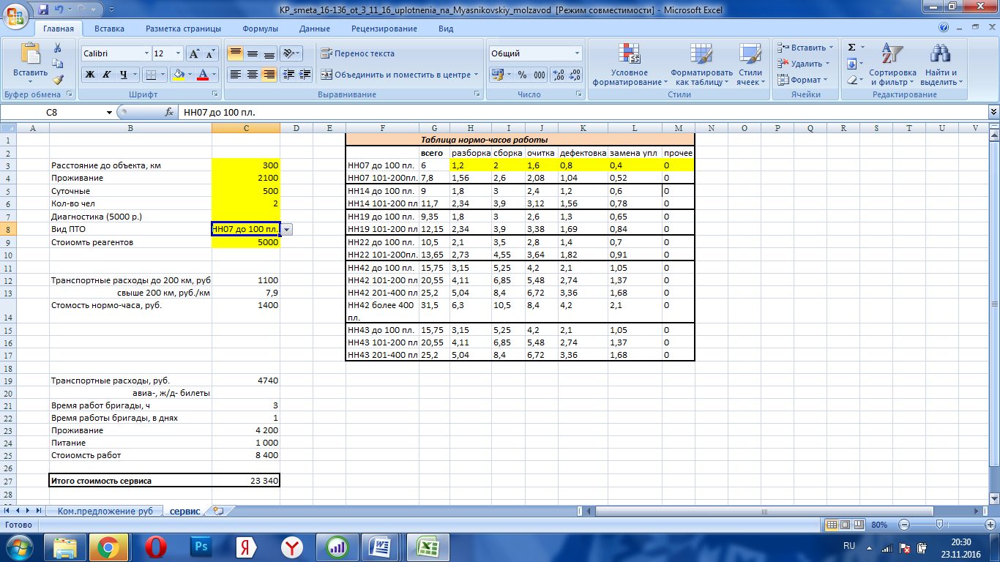 KP_smeta_16-136_ot_3_11_16_uplotnenia_na_Myasnikovskiy_molzavod [Режим совместимости] - Microsoft Excel
Главная Вставка Разметка страницы Формулы Данные Рецензирование Вид
Вставить
Буфер обмена
Calibri 12
Ж К Ч А
Шрифт
Перенос текста
Объединить и поместить в центре
Выравнивание
Общий
% 000
Число
Условное форматирование
Форматировать как таблицу
Стили ячеек
Стили
Вставить
Удалить
Формат
Ячейки
Сортировка и фильтр
Найти и выделить
Редактирование
C8 fx НН07 до 100 пл.
A B C D E F G H I J K L M N O P Q R S T U V
1 Таблица нормо-часов работы
2 всего разборка сборка очитка дефектовка замена упл прочее
3 Расстояние до объекта, км 300 НН07 до 100 пл. 6 1,2 2 1,6 0,8 0,4 0
4 Проживание 2100 НН07 101-200пл. 7,8 1,56 2,6 2,08 1,04 0,52 0
5 Суточные 500 НН14 до 100 пл. 9 1,8 3 2,4 1,2 0,6 0
6 Кол-во чел 2 НН14 101-200 пл 11,7 2,34 3,9 3,12 1,56 0,78 0
7 Диагностика (5000 р.) НН19 до 100 пл. 9,35 1,8 3 2,6 1,3 0,65 0
8 Вид ПТО НН07 до 100 пл. НН19 101-200 пл 12,15 2,34 3,9 3,38 1,69 0,84 0
9 Стоиомть реагентов 5000 НН22 до 100 пл. 10,5 2,1 3,5 2,8 1,4 0,7 0
10 НН22 101-200пл. 13,65 2,73 4,55 3,64 1,82 0,91 0
11 НН42 до 100 пл. 15,75 3,15 5,25 4,2 2,1 1,05 0
12 Транспортные расходы до 200 км, руб 1100 НН42 101-200 пл 20,55 4,11 6,85 5,48 2,74 1,37 0
13 свыше 200 км, руб./км 7,9 НН42 201-400 пл 25,2 5,04 8,4 6,72 3,36 1,68 0
14 Стомость нормо-часа, руб. 1400 НН42 более 400 пл. 31,5 6,3 10,5 8,4 4,2 2,1 0
15 НН43 до 100 пл. 15,75 3,15 5,25 4,2 2,1 1,05 0
16 НН43 101-200 пл 20,55 4,11 6,85 5,48 2,74 1,37 0
17 НН43 201-400 пл 25,2 5,04 8,4 6,72 3,36 1,68 0
18
19 Транспортные расходы, руб. 4740
20 авиа-, ж/д- билеты
21 Время работ бригады, ч 3
22 Время работы бригады, в днях 1
23 Проживание 4 200
24 Питание 1 000
25 Стоиомсть работ 8 400
26
27 Итого стоимость сервиса 23 340
28
Ком.предложение руб сервис
Готово 80%
Ps Я Y W
RU 20:30
23.11.2016